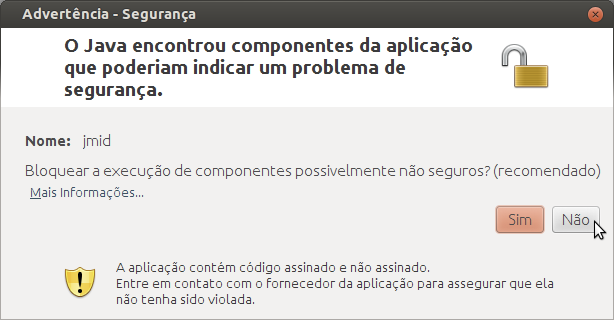 Advertência - Segurança
O Java encontrou componentes da aplicação
que poderiam indicar um problema de
segurança.
Nome: jmid
Bloquear a execução de componentes possivelmente não seguros? (recomendado)
Mais Informações...
Sim Não
A aplicação contém código assinado e não assinado.
Entre em contato com o fornecedor da aplicação para assegurar que ela
não tenha sido violada.